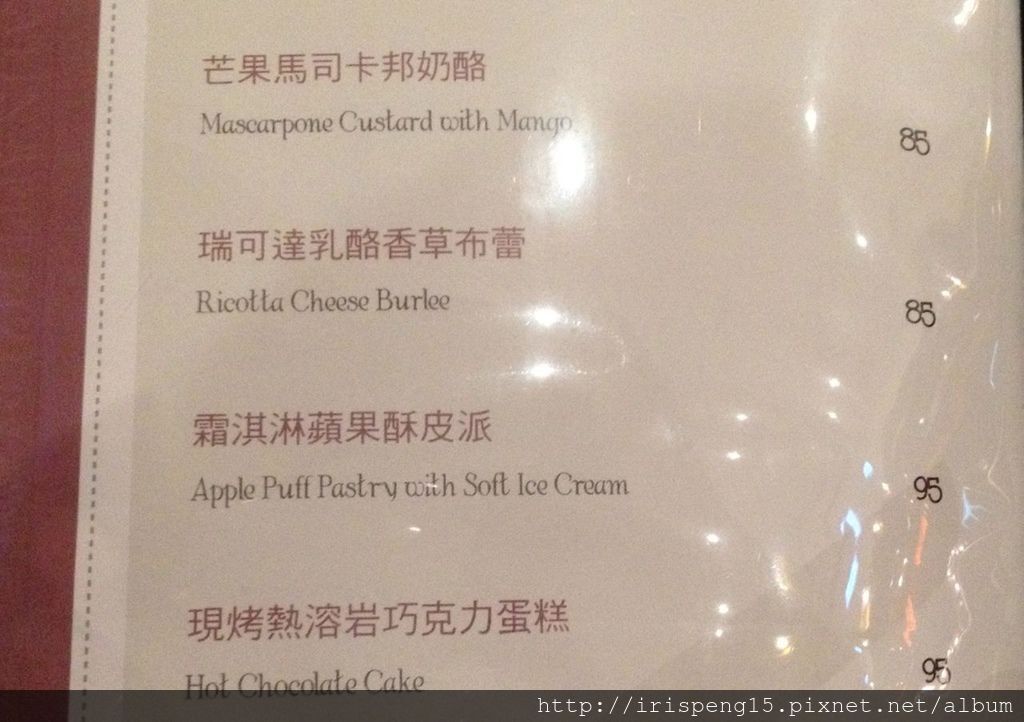 芒果馬司卡邦奶酪
Mascarpone Custard with Mango
85
瑞可達乳酪香草布蕾
Ricotta Cheese Burlee
85
霜淇淋蘋果酥皮派
Apple Puff Pastry with Soft Ice Cream
95
現烤熱溶岩巧克力蛋糕
Hot Chocolate Cake
95
http://irispeng15.pixnet.net/album